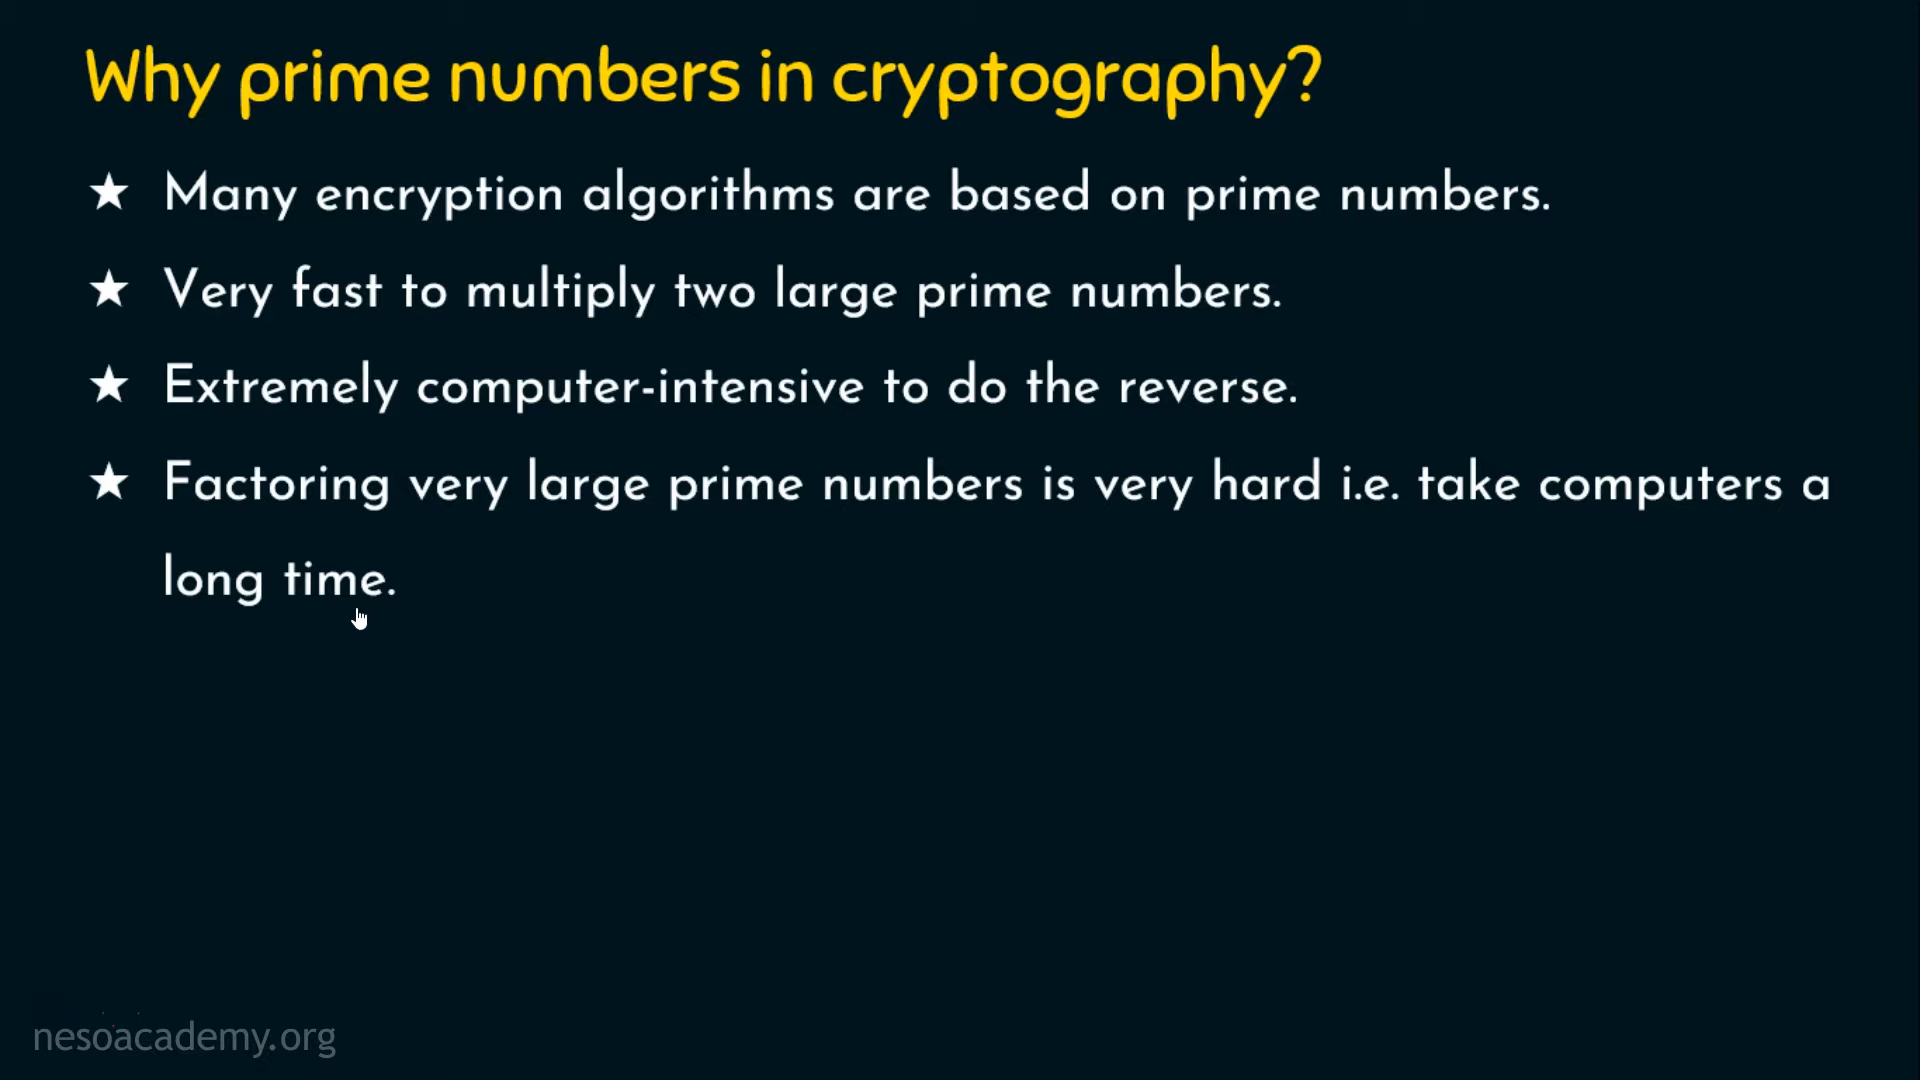 Why prime numbers in cryptography?
★ Many encryption algorithms are based on prime numbers.
★ Very fast to multiply two large prime numbers.
★ Extremely computer-intensive to do the reverse.
★ Factoring very large prime numbers is very hard i.e. take computers a
long time.
nesoacademy.org